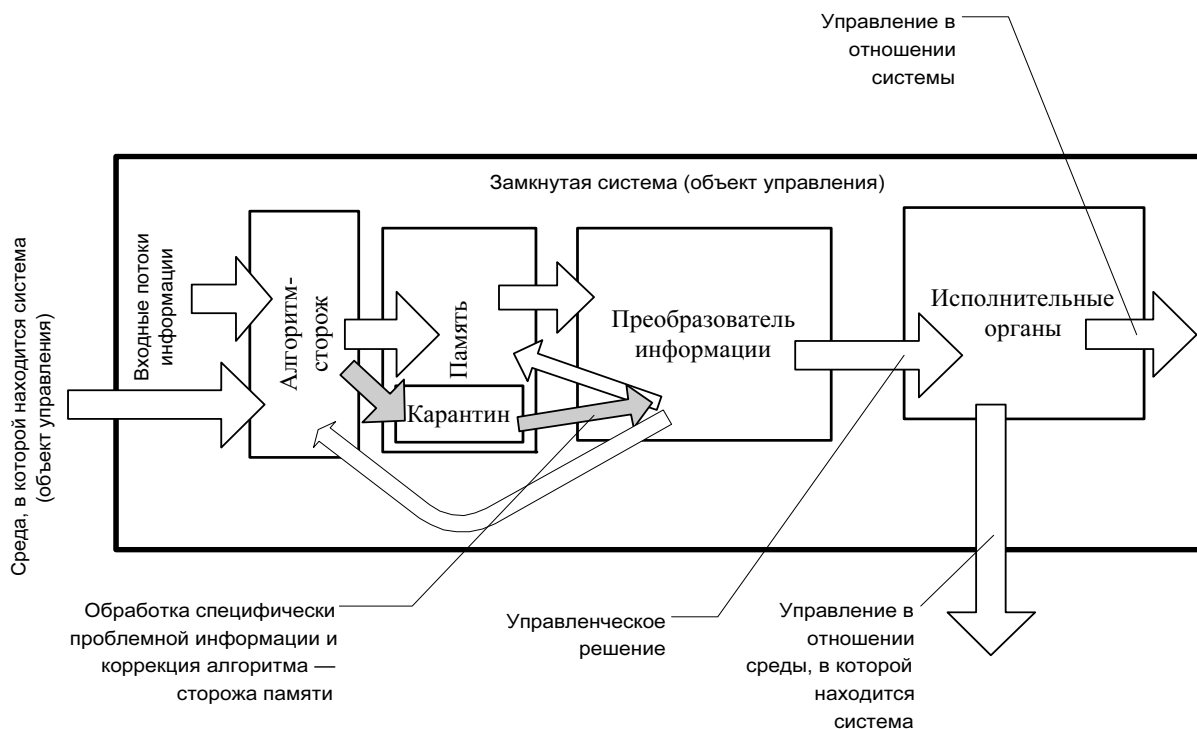 Управление в
отношении
системы
Замкнутая система (объект управления)
Среда, в которой находится система
(объект управления)
Входные потоки
информации
Алгоритм-
сторож
Память
Карантин
Преобразователь
информации
Исполнительные
органы
Обработка специфически
проблемной информации и
коррекция алгоритма —
сторожа памяти
Управленческое
решение
Управление в
отношении
среды, в которой
находится
система